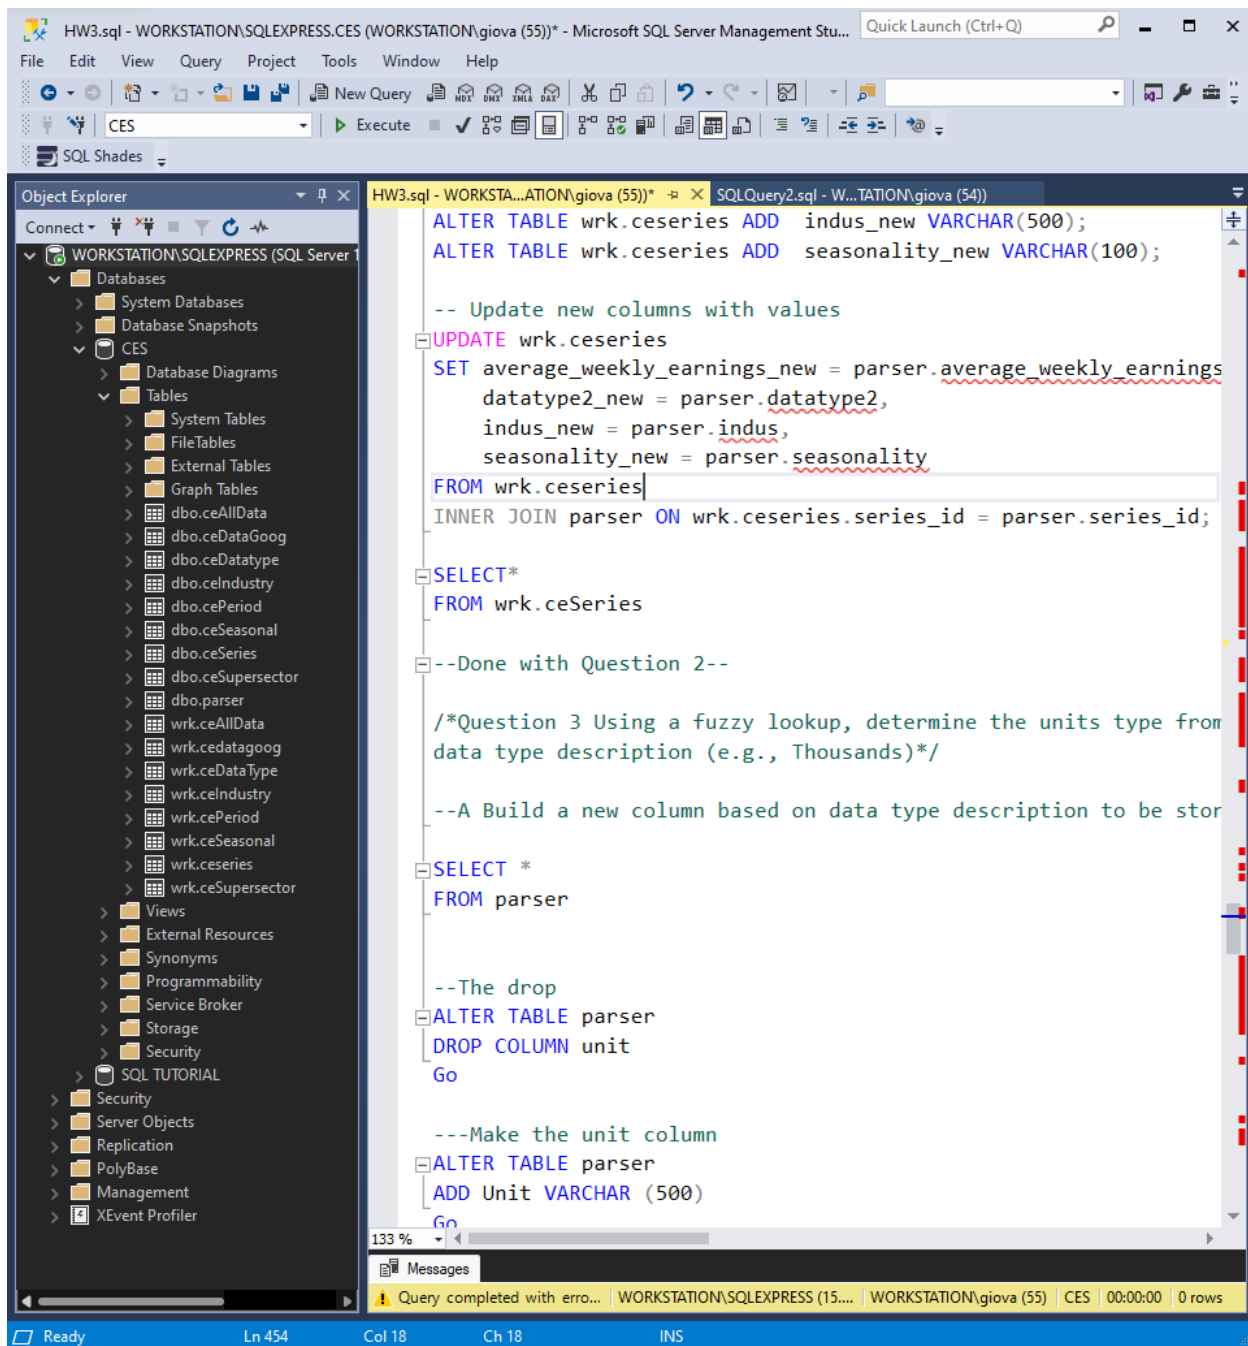 HW3.sql - WORKSTATION\SQLEXPRESS.CES (WORKSTATION\giova (55))* - Microsoft SQL Server Management Stu...
Quick Launch (Ctrl+Q)
File Edit View Query Project Tools Window Help
New Query MDX DMX XMLA DAX
CES Execute
SQL Shades
Object Explorer
Connect
WORKSTATION\SQLEXPRESS (SQL Server 1
Databases
System Databases
Database Snapshots
CES
Database Diagrams
Tables
System Tables
FileTables
External Tables
Graph Tables
dbo.ceAllData
dbo.ceDataGoog
dbo.ceDatatype
dbo.ceIndustry
dbo.cePeriod
dbo.ceSeasonal
dbo.ceSeries
dbo.ceSupersector
dbo.parser
wrk.ceAllData
wrk.cedatagoog
wrk.ceDataType
wrk.ceIndustry
wrk.cePeriod
wrk.ceSeasonal
wrk.ceseries
wrk.ceSupersector
Views
External Resources
Synonyms
Programmability
Service Broker
Storage
Security
SQL TUTORIAL
Security
Server Objects
Replication
PolyBase
Management
XEvent Profiler
HW3.sql - WORKSTA...ATION\giova (55))* SQLQuery2.sql - W...TATION\giova (54))
ALTER TABLE wrk.ceseries ADD  indus_new VARCHAR(500);
ALTER TABLE wrk.ceseries ADD  seasonality_new VARCHAR(100);
-- Update new columns with values
UPDATE wrk.ceseries
SET average_weekly_earnings_new = parser.average_weekly_earnings
datatype2_new = parser.datatype2,
indus_new = parser.indus,
seasonality_new = parser.seasonality
FROM wrk.ceseries
INNER JOIN parser ON wrk.ceseries.series_id = parser.series_id;
SELECT*
FROM wrk.ceSeries
--Done with Question 2--
/*Question 3 Using a fuzzy lookup, determine the units type from
data type description (e.g., Thousands)*/
--A Build a new column based on data type description to be stor
SELECT *
FROM parser
--The drop
ALTER TABLE parser
DROP COLUMN unit
Go
---Make the unit column
ALTER TABLE parser
ADD Unit VARCHAR (500)
Go
133 %
Messages
Query completed with erro... WORKSTATION\SQLEXPRESS (15.... WORKSTATION\giova (55) CES 00:00:00 0 rows
Ready Ln 454 Col 18 Ch 18 INS